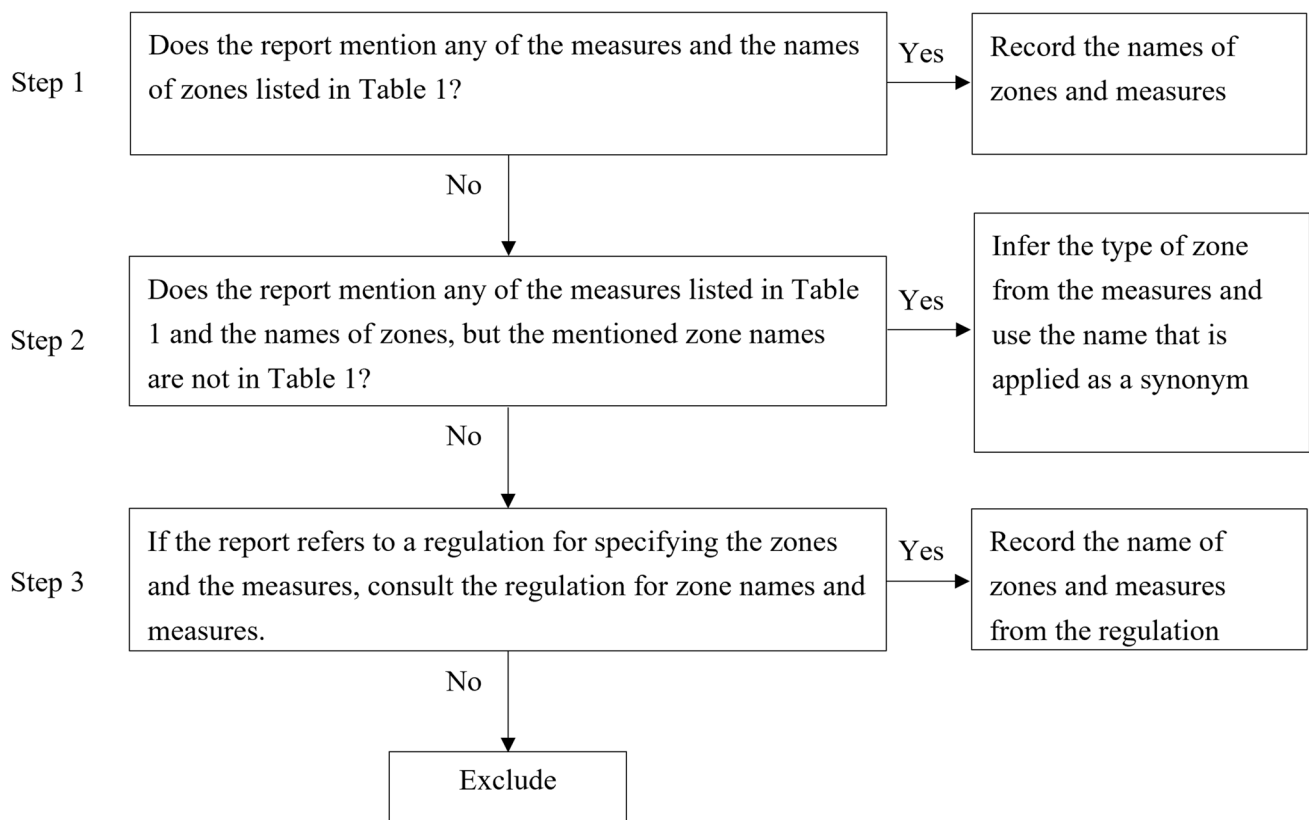 Does the report mention any of the measures and the names
of zones listed in Table 1?
Step 1
Yes
Record the names of
zones and measures
No
Does the report mention any of the measures listed in Table
1 and the names of zones, but the mentioned zone names
are not in Table 1?
Step 2
Yes
Infer the type of zone
from the measures and
use the name that is
applied as a synonym
No
If the report refers to a regulation for specifying the zones
and the measures, consult the regulation for zone names and
measures.
Step 3
Yes
Record the name of
zones and measures
from the regulation
No
Exclude